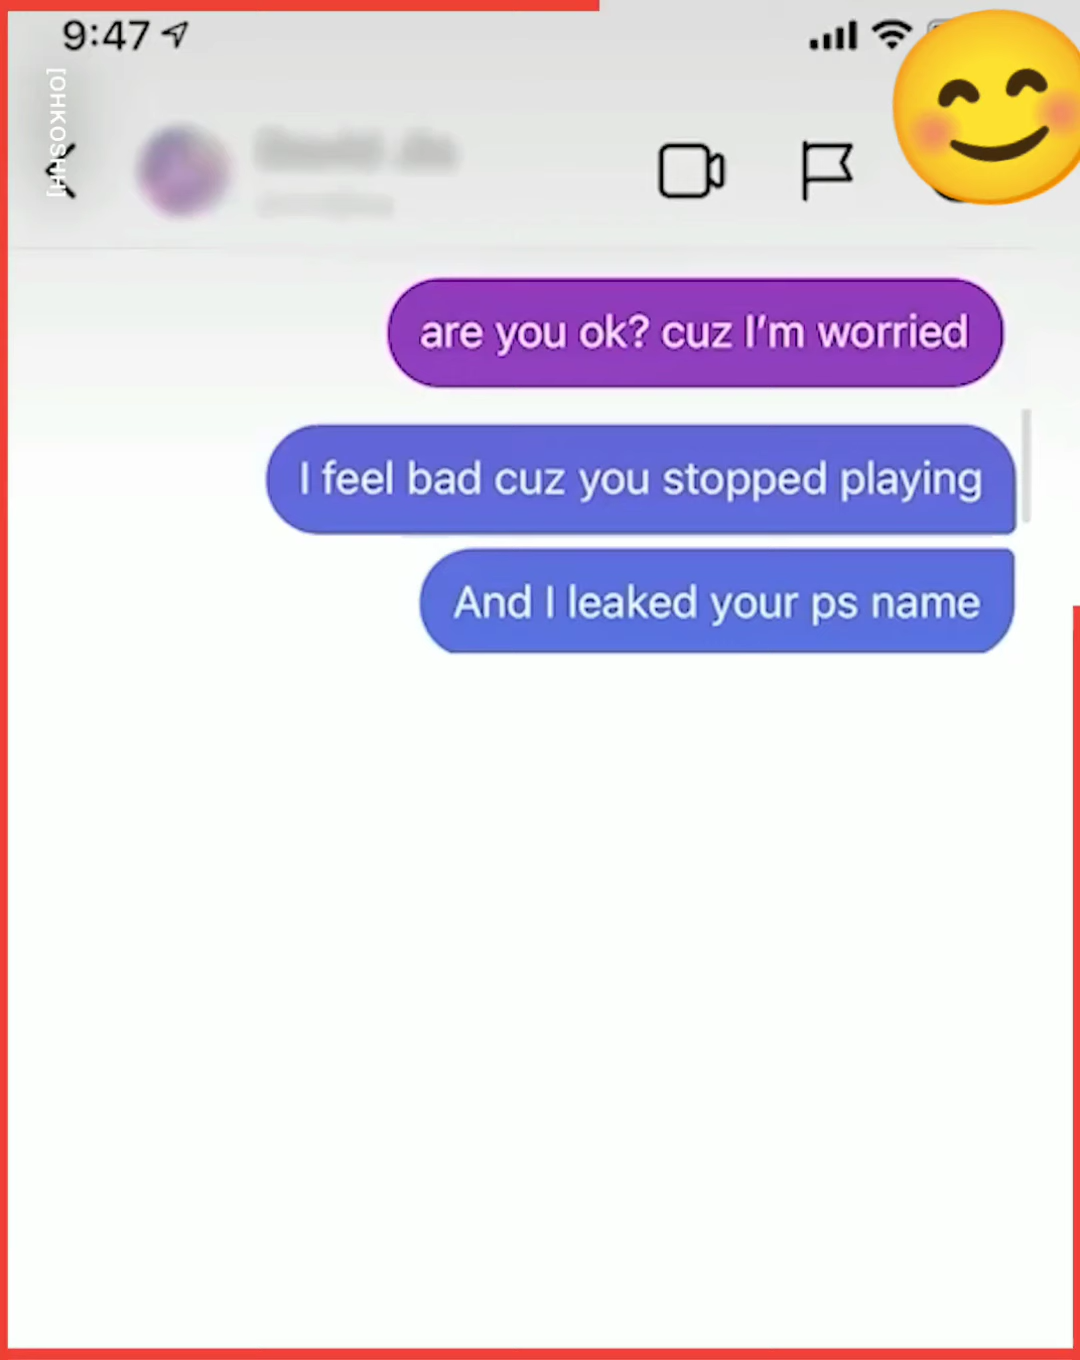 9:47
[OHKOSHH]
are you ok? cuz I'm worried
I feel bad cuz you stopped playing
And I leaked your ps name